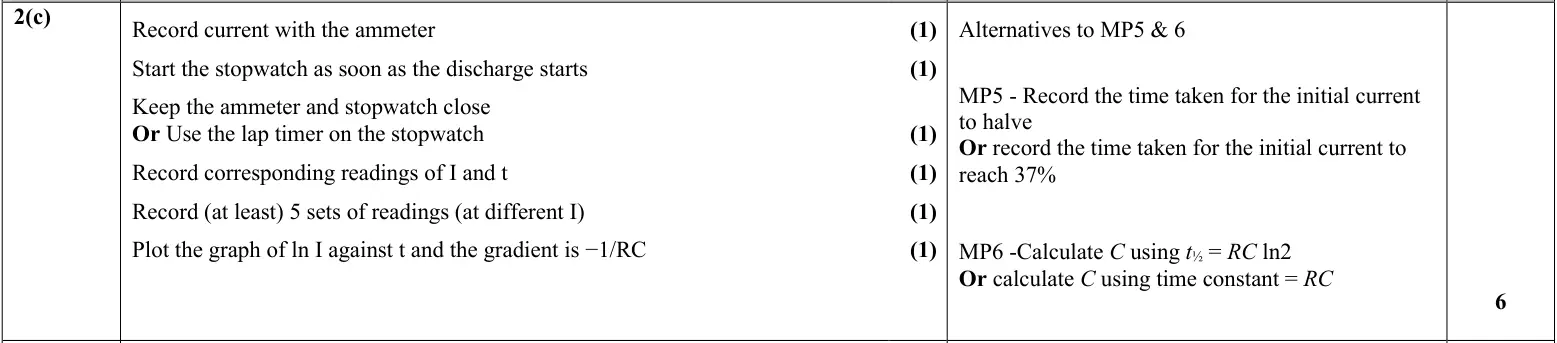 2(c)
Record current with the ammeter (1)
Start the stopwatch as soon as the discharge starts (1)
Keep the ammeter and stopwatch close
Or Use the lap timer on the stopwatch (1)
Record corresponding readings of I and t (1)
Record (at least) 5 sets of readings (at different I) (1)
Plot the graph of ln I against t and the gradient is −1/RC (1)
Alternatives to MP5 & 6
MP5 - Record the time taken for the initial current
to halve
Or record the time taken for the initial current to
reach 37%
MP6 -Calculate C using t½ = RC ln2
Or calculate C using time constant = RC
6